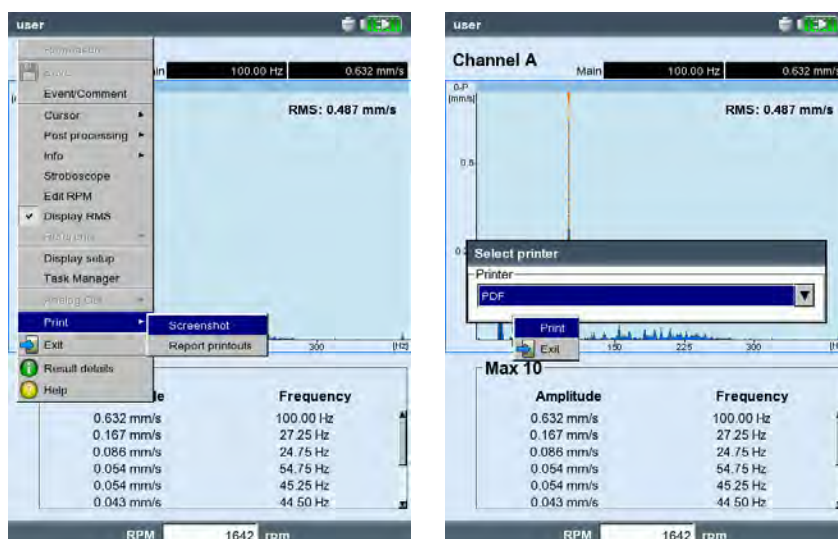 user
Save
Event/Comment
Cursor
Post processing
Info
Stroboscope
Edit RPM
Display RMS
Display setup
Task Manager
Analog Out
Print
Exit
Result details
Help
Screenshot
Report printouts
100.00 Hz
0.632 mm/s
RMS: 0.487 mm/s
300
[Hz]
Frequency
0.632 mm/s 100.00 Hz
0.167 mm/s 27.25 Hz
0.086 mm/s 24.75 Hz
0.054 mm/s 54.75 Hz
0.054 mm/s 45.25 Hz
0.043 mm/s 44.50 Hz
RPM 1642 rpm
user
Channel A
Main 100.00 Hz 0.632 mm/s
0-P
[mm/s]
RMS: 0.487 mm/s
0.5
Select printer
Printer
PDF
Print
Exit
150 225 300
Max 10
Amplitude Frequency
0.632 mm/s 100.00 Hz
0.167 mm/s 27.25 Hz
0.086 mm/s 24.75 Hz
0.054 mm/s 54.75 Hz
0.054 mm/s 45.25 Hz
0.043 mm/s 44.50 Hz
RPM 1642 rpm